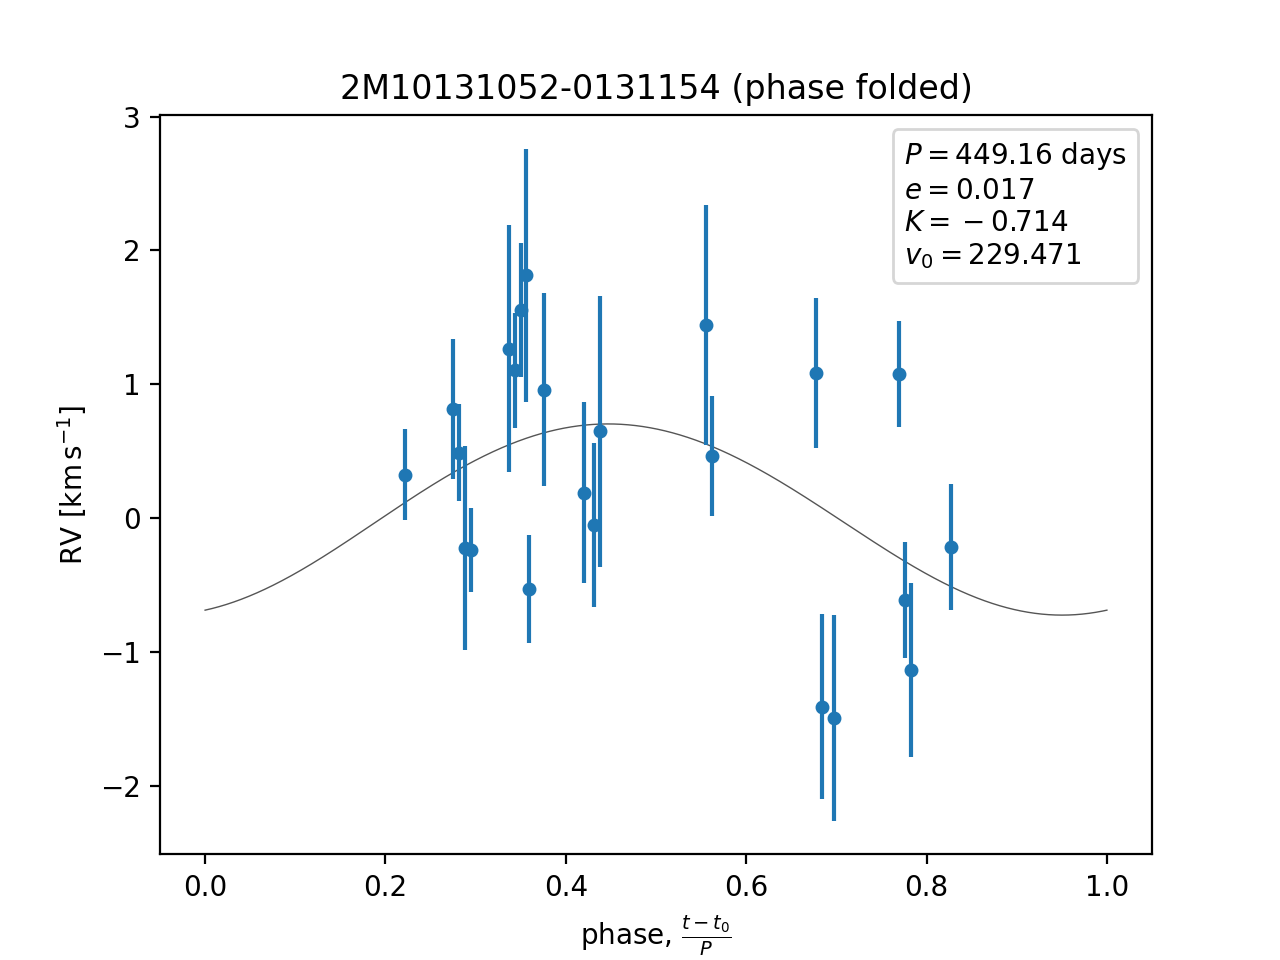 2M10131052-0131154 (phase folded)
P = 449.16 days
e = 0.017
K = −0.714
v₀ = 229.471
RV [km s⁻¹]
3
2
1
0
−1
−2
0.0 0.2 0.4 0.6 0.8 1.0
phase, (t − t₀)/P